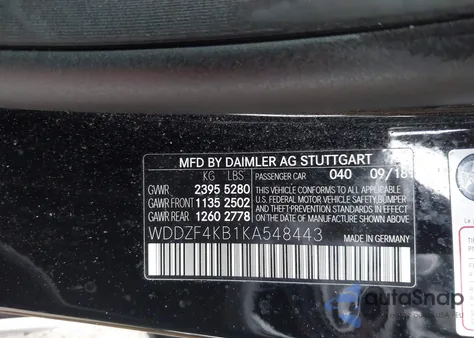 MFD BY DAIMLER AG STUTTGART
KG LBS PASSENGER CAR 040 09/18
GVWR 2395 5280 THIS VEHICLE CONFORMS TO ALL APPLICABLE
GAWR FRONT 1135 2502 U.S. FEDERAL MOTOR VEHICLE SAFETY, BUMPER
GAWR REAR 1260 2778 AND THEFT PREVENTION STANDARDS IN EFFECT
ON THE DATE OF MANUFACTURE SHOWN ABOVE.
WDDZF4KB1KA548443 MADE IN GERMANY
autoSnap